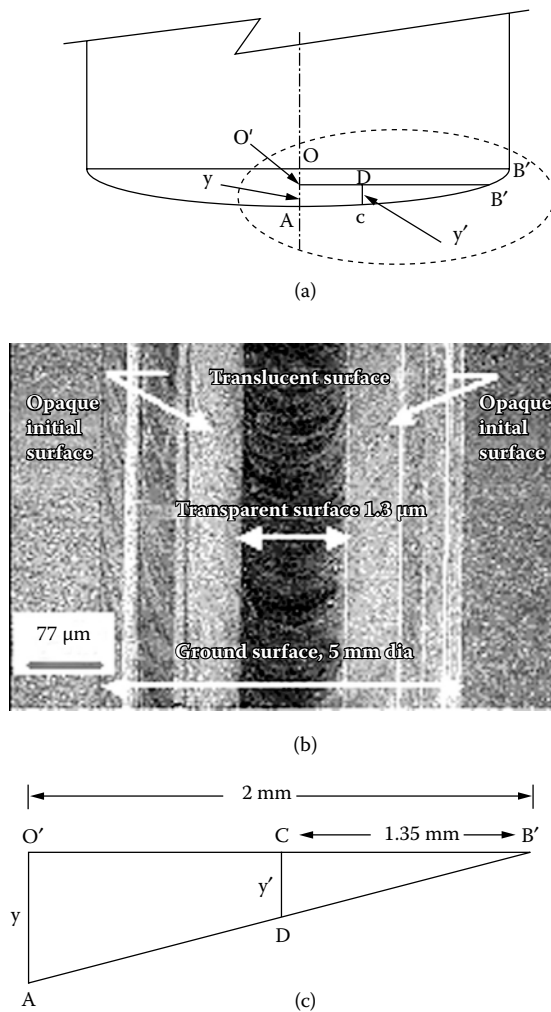 O'
O
D
B'
y
B'
A
c
y'
(a)
Translucent surface
Opaque
initial
surface
Opaque
inital
surface
Transparent surface 1.3 μm
77 μm
Ground surface, 5 mm dia
(b)
2 mm
O'
C
1.35 mm
B'
y
y'
D
A
(c)